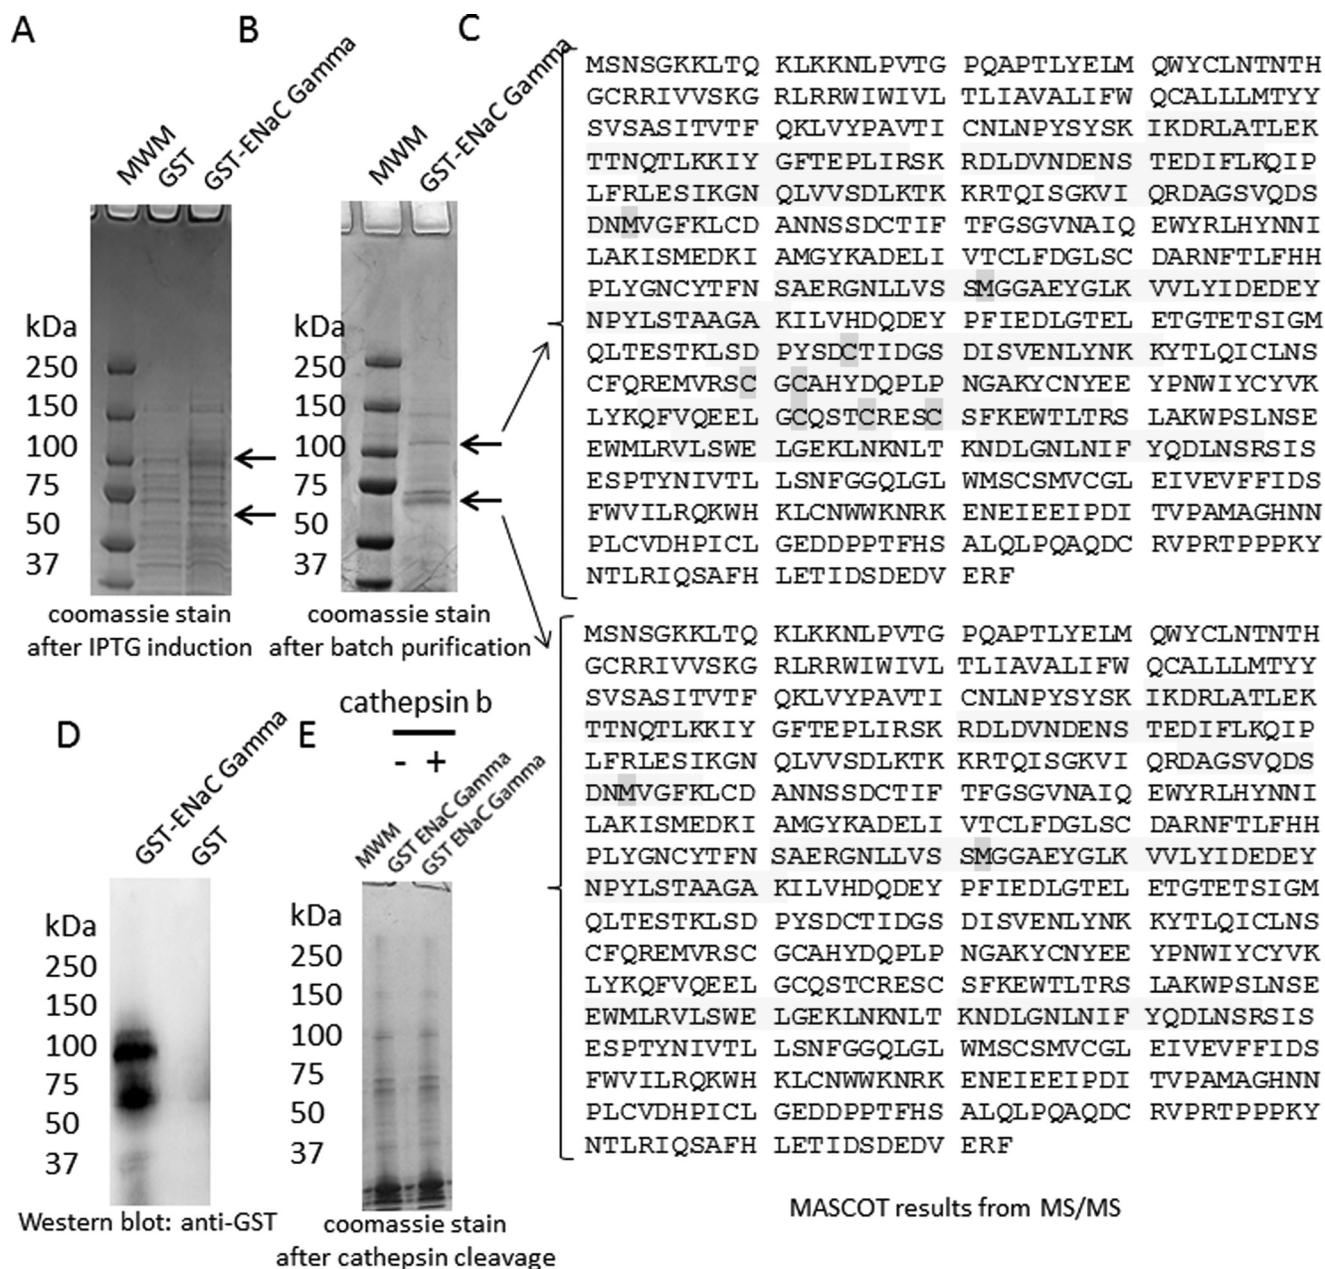 A
B
C
MWM
GST
GST-ENaC Gamma
MWM
GST-ENaC Gamma
kDa
250
150
100
75
50
37
coomassie stain
after IPTG induction
kDa
250
150
100
75
50
37
coomassie stain
after batch purification
MSNSGKKLTQ KLKKNLPVTG PQAPTLYELM QWYCLNTNTH
GCRRIVVSKG RLRRWIWIVL TLIAVALIFW QCALLLMTYY
SVSASITVTF QKLVYPAVTI CNLNPYSYSK IKDRLATLEK
TTNQTLKKIY GFTEPLIRSK RDLDVNDENS TEDIFLKQIP
LFRLESIKGN QLVVSDLKTK KRTQISGKVI QRDAGSVQDS
DNMVGFKLCD ANNSSDCTIF TFGSGVNAIQ EWYRLHYNNI
LAKISMEDKI AMGYKADELI VTCLFDGLSC DARNFTLFHH
PLYGNCYTFN SAERGNLLVS SMGGAEYGLK VVLYIDEDEY
NPYLSTAAGA KILVHDQDEY PFIEDLGTEL ETGTETSIGM
QLTESTKLSD PYSDCTIDGS DISVENLYNK KYTLQICLNS
CFQREMVRSC GCAHYDQPLP NGAKYCNYEE YPNWIYCYVK
LYKQFVQEEL GCQSTCRESC SFKEWTLTRS LAKWPSLNSE
EWMLRVLSWE LGEKLNKNLT KNDLGNLNIF YQDLNSRSIS
ESPTYNIVTL LSNFGGQLGL WMSCSMVCGL EIVEVFFIDS
FWVILRQKWH KLCNWWKNRK ENEIEEIPDI TVPAMAGHNN
PLCVDHPICL GEDDPPTFHS ALQLPQAQDC RVPRTPPPKY
NTLRIQSAFH LETIDSDEDV ERF
MSNSGKKLTQ KLKKNLPVTG PQAPTLYELM QWYCLNTNTH
GCRRIVVSKG RLRRWIWIVL TLIAVALIFW QCALLLMTYY
SVSASITVTF QKLVYPAVTI CNLNPYSYSK IKDRLATLEK
TTNQTLKKIY GFTEPLIRSK RDLDVNDENS TEDIFLKQIP
LFRLESIKGN QLVVSDLKTK KRTQISGKVI QRDAGSVQDS
DNMVGFKLCD ANNSSDCTIF TFGSGVNAIQ EWYRLHYNNI
LAKISMEDKI AMGYKADELI VTCLFDGLSC DARNFTLFHH
PLYGNCYTFN SAERGNLLVS SMGGAEYGLK VVLYIDEDEY
NPYLSTAAGA KILVHDQDEY PFIEDLGTEL ETGTETSIGM
QLTESTKLSD PYSDCTIDGS DISVENLYNK KYTLQICLNS
CFQREMVRSC GCAHYDQPLP NGAKYCNYEE YPNWIYCYVK
LYKQFVQEEL GCQSTCRESC SFKEWTLTRS LAKWPSLNSE
EWMLRVLSWE LGEKLNKNLT KNDLGNLNIF YQDLNSRSIS
ESPTYNIVTL LSNFGGQLGL WMSCSMVCGL EIVEVFFIDS
FWVILRQKWH KLCNWWKNRK ENEIEEIPDI TVPAMAGHNN
PLCVDHPICL GEDDPPTFHS ALQLPQAQDC RVPRTPPPKY
NTLRIQSAFH LETIDSDEDV ERF
MASCOT results from MS/MS
D
GST-ENaC Gamma
GST
kDa
250
150
100
75
50
37
Western blot: anti-GST
E
cathepsin b
- +
MWM
GST ENaC Gamma
GST ENaC Gamma
kDa
250
150
100
75
50
37
coomassie stain
after cathepsin cleavage